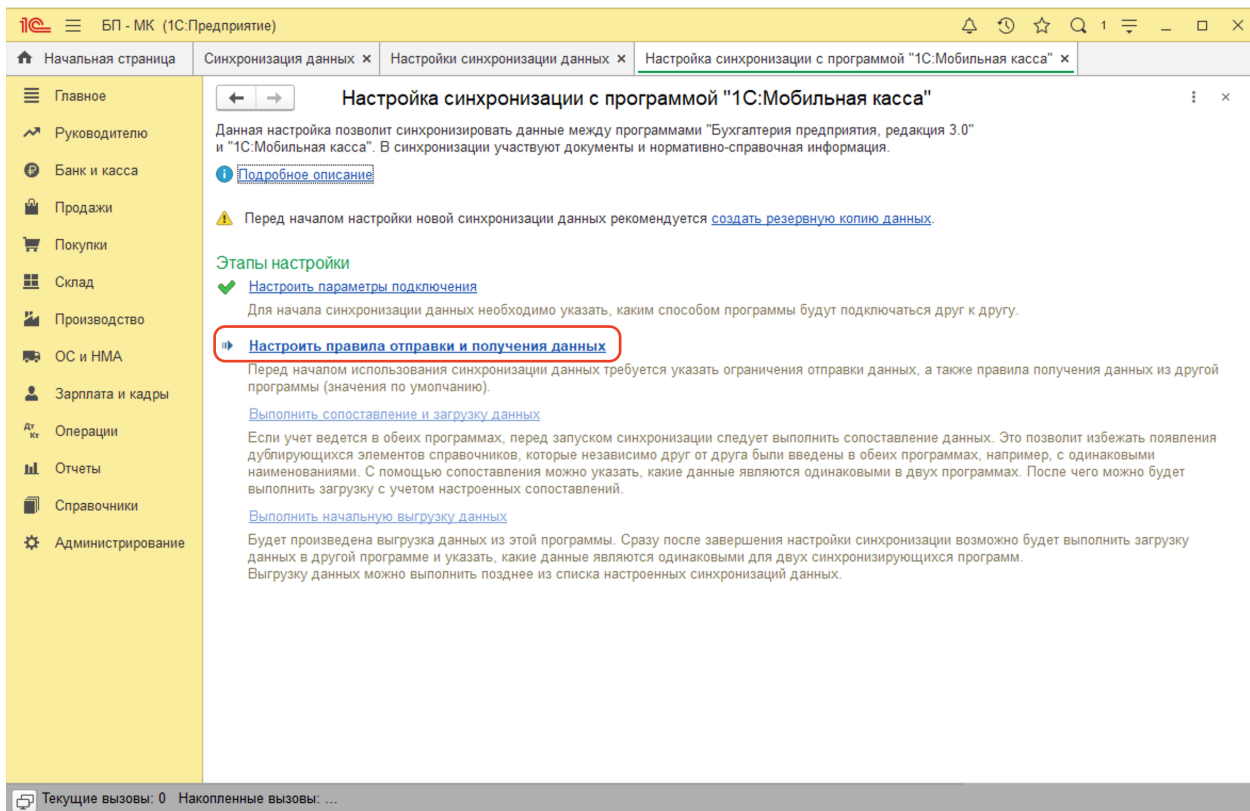 1С БП - МК (1С:Предприятие) 1
Начальная страница Синхронизация данных × Настройки синхронизации данных × Настройка синхронизации с программой "1С:Мобильная касса" ×
Главное
Руководителю
Банк и касса
Продажи
Покупки
Склад
Производство
ОС и НМА
Зарплата и кадры
Дт Кт Операции
Отчеты
Справочники
Администрирование
Настройка синхронизации с программой "1С:Мобильная касса"
Данная настройка позволит синхронизировать данные между программами "Бухгалтерия предприятия, редакция 3.0"
и "1С:Мобильная касса". В синхронизации участвуют документы и нормативно-справочная информация.
Подробное описание
Перед началом настройки новой синхронизации данных рекомендуется создать резервную копию данных.
Этапы настройки
Настроить параметры подключения
Для начала синхронизации данных необходимо указать, каким способом программы будут подключаться друг к другу.
Настроить правила отправки и получения данных
Перед началом использования синхронизации данных требуется указать ограничения отправки данных, а также правила получения данных из другой
программы (значения по умолчанию).
Выполнить сопоставление и загрузку данных
Если учет ведется в обеих программах, перед запуском синхронизации следует выполнить сопоставление данных. Это позволит избежать появления
дублирующихся элементов справочников, которые независимо друг от друга были введены в обеих программах, например, с одинаковыми
наименованиями. С помощью сопоставления можно указать, какие данные являются одинаковыми в двух программах. После чего можно будет
выполнить загрузку с учетом настроенных сопоставлений.
Выполнить начальную выгрузку данных
Будет произведена выгрузка данных из этой программы. Сразу после завершения настройки синхронизации возможно будет выполнить загрузку
данных в другой программе и указать, какие данные являются одинаковыми для двух синхронизирующихся программ.
Выгрузку данных можно выполнить позднее из списка настроенных синхронизаций данных.
Текущие вызовы: 0 Накопленные вызовы: ...